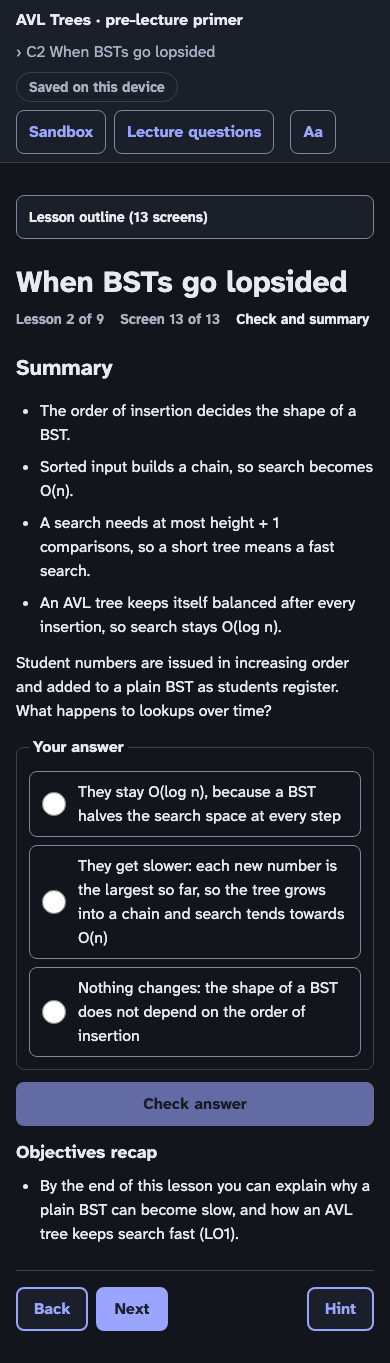 AVL Trees · pre-lecture primer
› C2 When BSTs go lopsided
Saved on this device
Sandbox
Lecture questions
Aa
Lesson outline (13 screens)
When BSTs go lopsided
Lesson 2 of 9 Screen 13 of 13 Check and summary
Summary
• The order of insertion decides the shape of a
BST.
• Sorted input builds a chain, so search becomes
O(n).
• A search needs at most height + 1
comparisons, so a short tree means a fast
search.
• An AVL tree keeps itself balanced after every
insertion, so search stays O(log n).
Student numbers are issued in increasing order
and added to a plain BST as students register.
What happens to lookups over time?
Your answer
They stay O(log n), because a BST
halves the search space at every step
They get slower: each new number is
the largest so far, so the tree grows
into a chain and search tends towards
O(n)
Nothing changes: the shape of a BST
does not depend on the order of
insertion
Check answer
Objectives recap
• By the end of this lesson you can explain why a
plain BST can become slow, and how an AVL
tree keeps search fast (LO1).
Back
Next
Hint